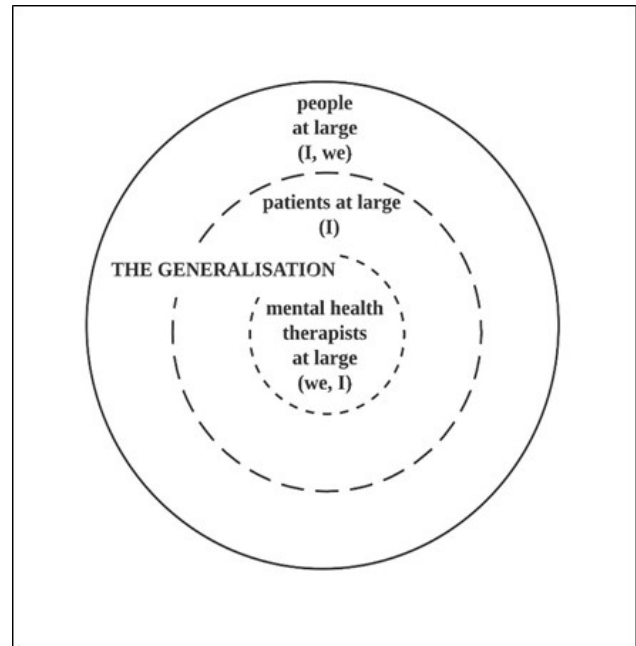 people
at large
(I, we)
patients at large
(I)
THE GENERALISATION
mental health
therapists
at large
(we, I)